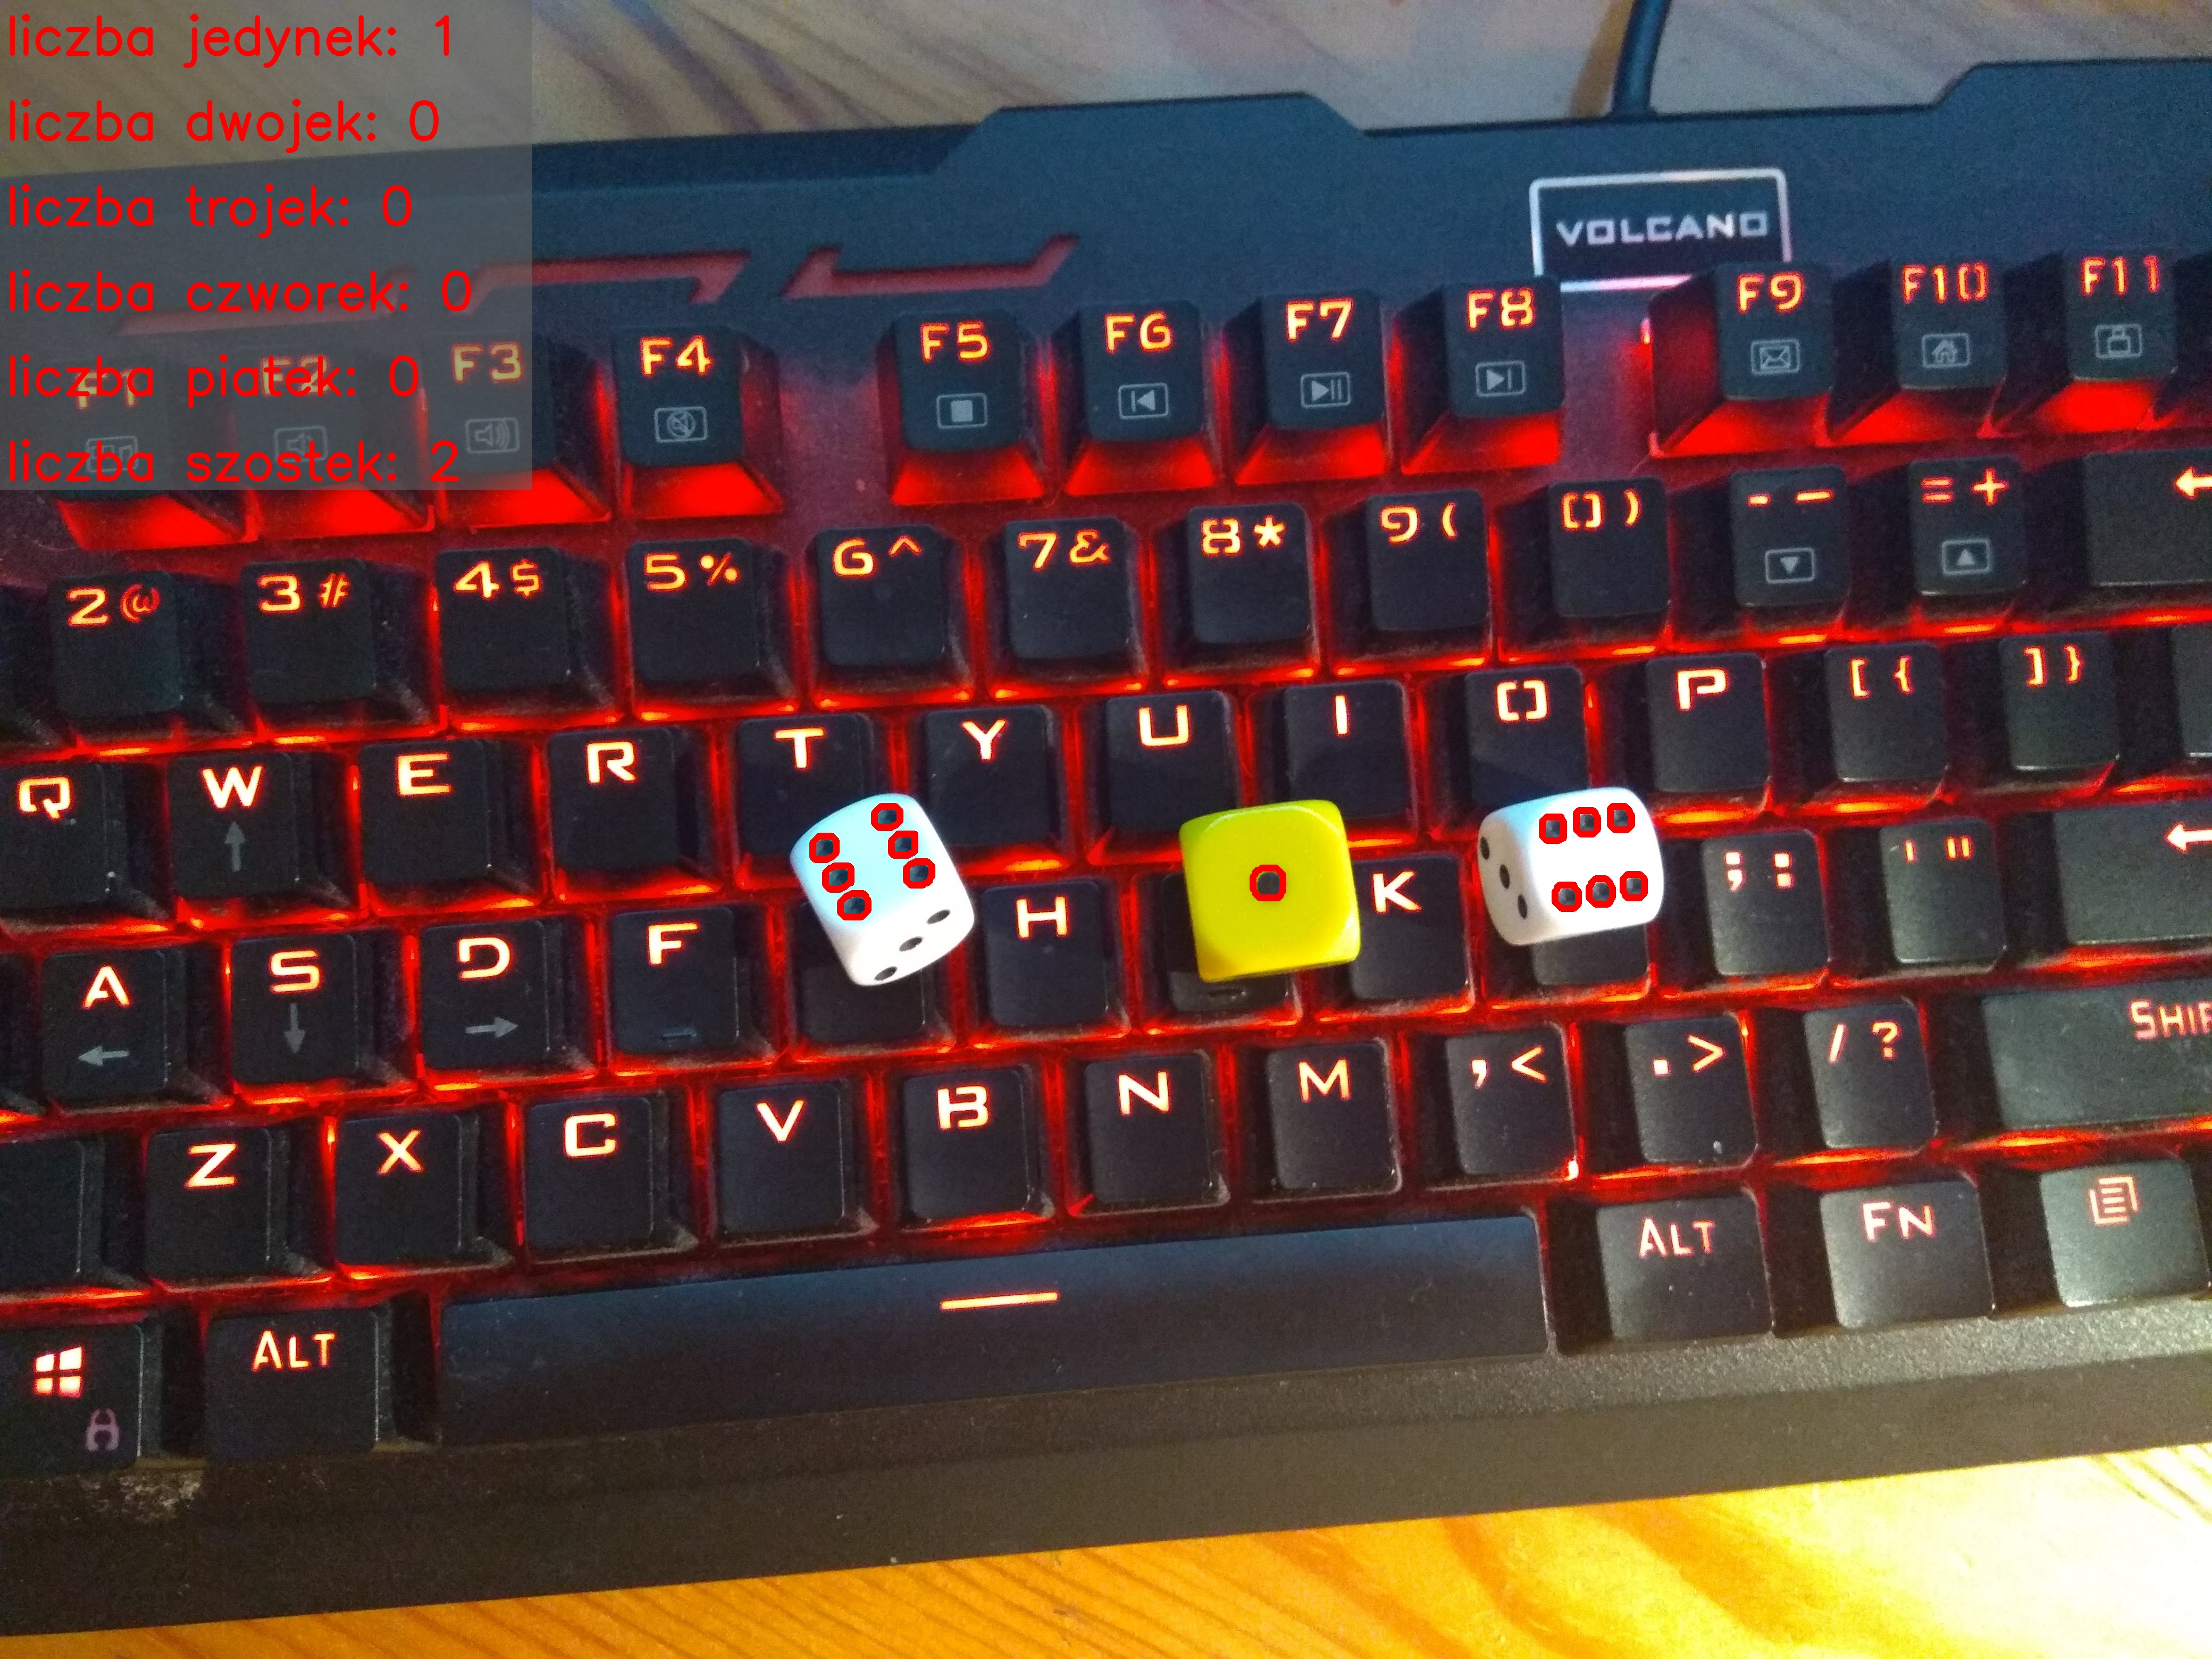 liczba jedynek: 1
liczba dwojek: 0
liczba trojek: 0
liczba czworek: 0
liczba piatek: 0
liczba szostek: 2
VOLCANO
F1 F2 F3 F4 F5 F6 F7 F8 F9 F10 F11
2@ 3# 4$ 5% 6^ 7& 8* 9( 0) - _ = +
Q W E R T Y U I O P [ { ] }
A S D F H K ; : ' "
Z X C V B N M , < . > / ? SHIF
ALT ALT FN